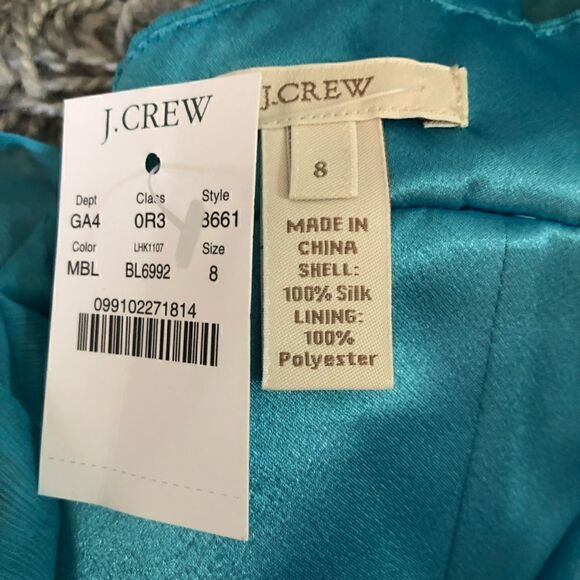 J.CREW
Dept Class Style
GA4 0R3 3661
Color LHK1107 Size
MBL BL6992 8
099102271814
J.CREW
8
MADE IN
CHINA
SHELL:
100% Silk
LINING:
100%
Polyester